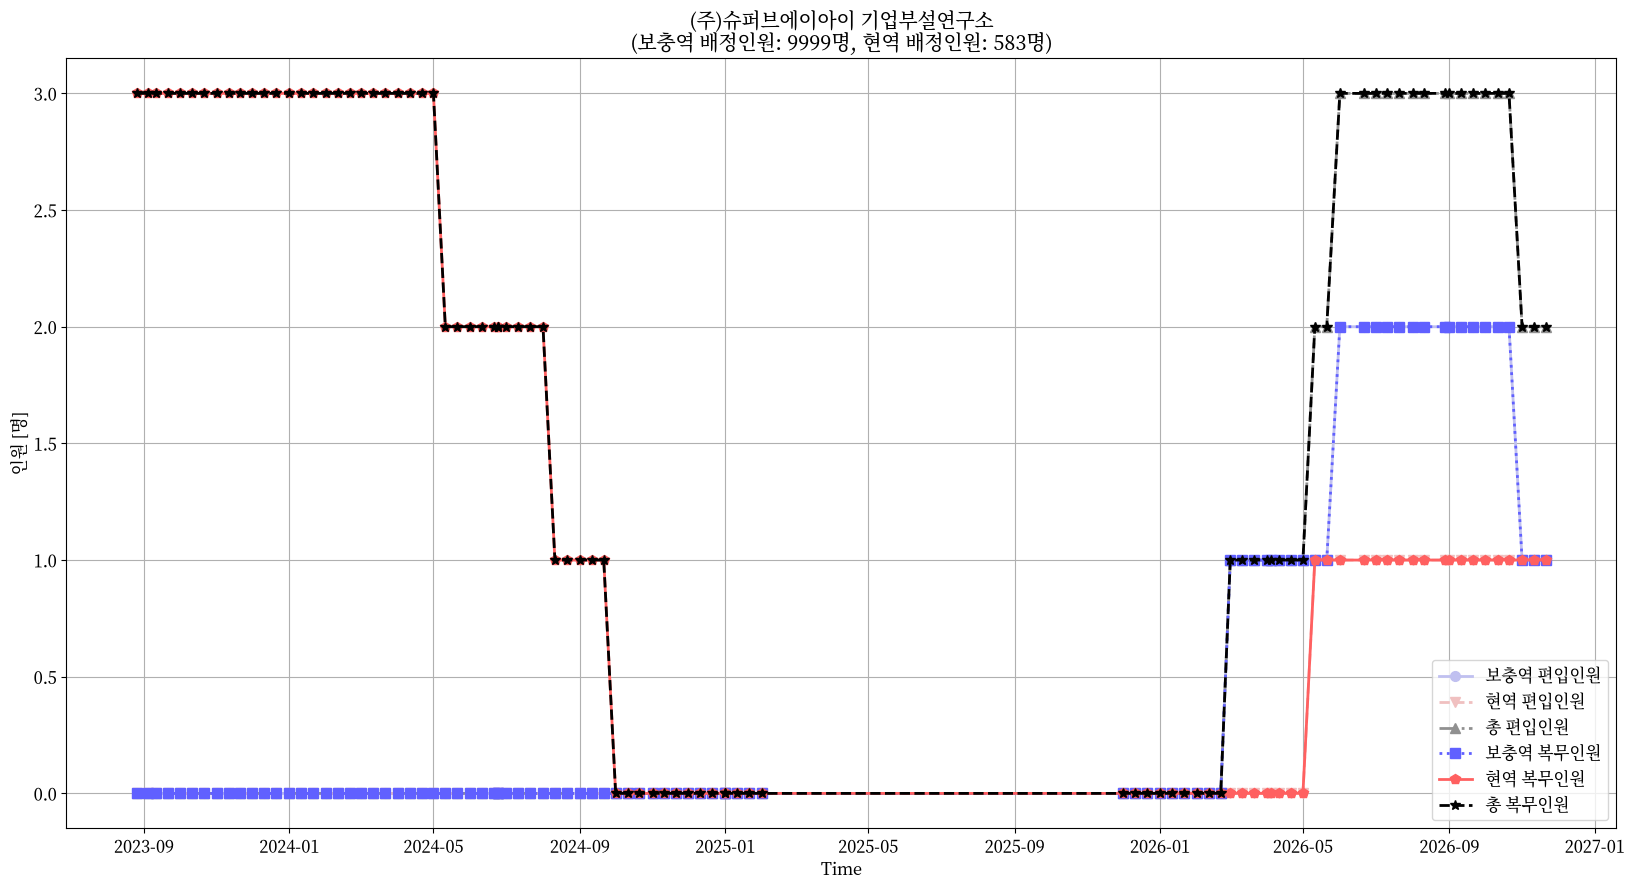 (주)슈퍼브에이아이 기업부설연구소
(보충역 배정인원: 9999명, 현역 배정인원: 583명)
인원 [명]
3.0
2.5
2.0
1.5
1.0
0.5
0.0
2023-09
2024-01
2024-05
2024-09
2025-01
2025-05
2025-09
2026-01
2026-05
2026-09
2027-01
Time
보충역 편입인원
현역 편입인원
총 편입인원
보충역 복무인원
현역 복무인원
총 복무인원